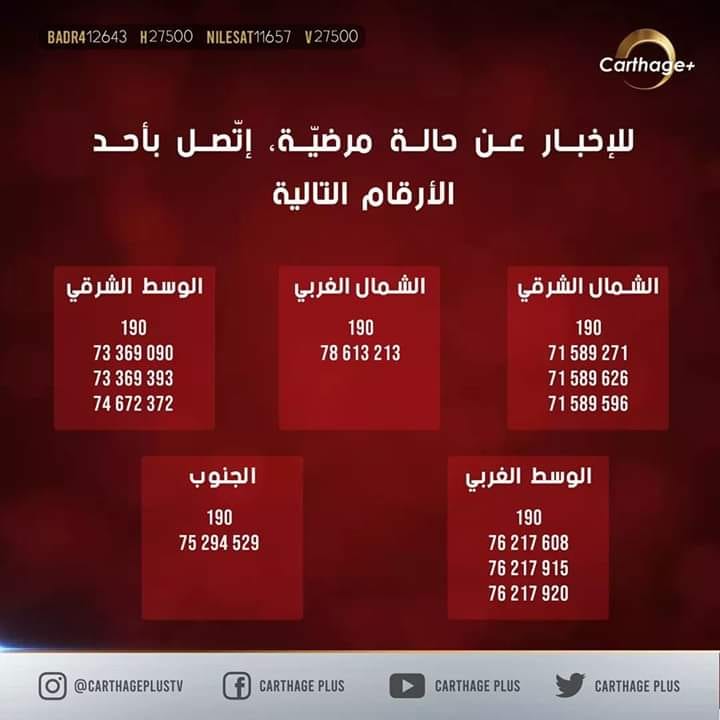 BADR4 12643 H 27500 NILESAT 11657 V 27500
Carthage+
للإخبار عن حالة مرضيّة، إتّصل بأحد
الأرقام التالية
الشمال الشرقي
190
71 589 271
71 589 626
71 589 596
الشمال الغربي
190
78 613 213
الوسط الشرقي
190
73 369 090
73 369 393
74 672 372
الوسط الغربي
190
76 217 608
76 217 915
76 217 920
الجنوب
190
75 294 529
@CARTHAGEPLUSTV CARTHAGE PLUS CARTHAGE PLUS CARTHAGE PLUS